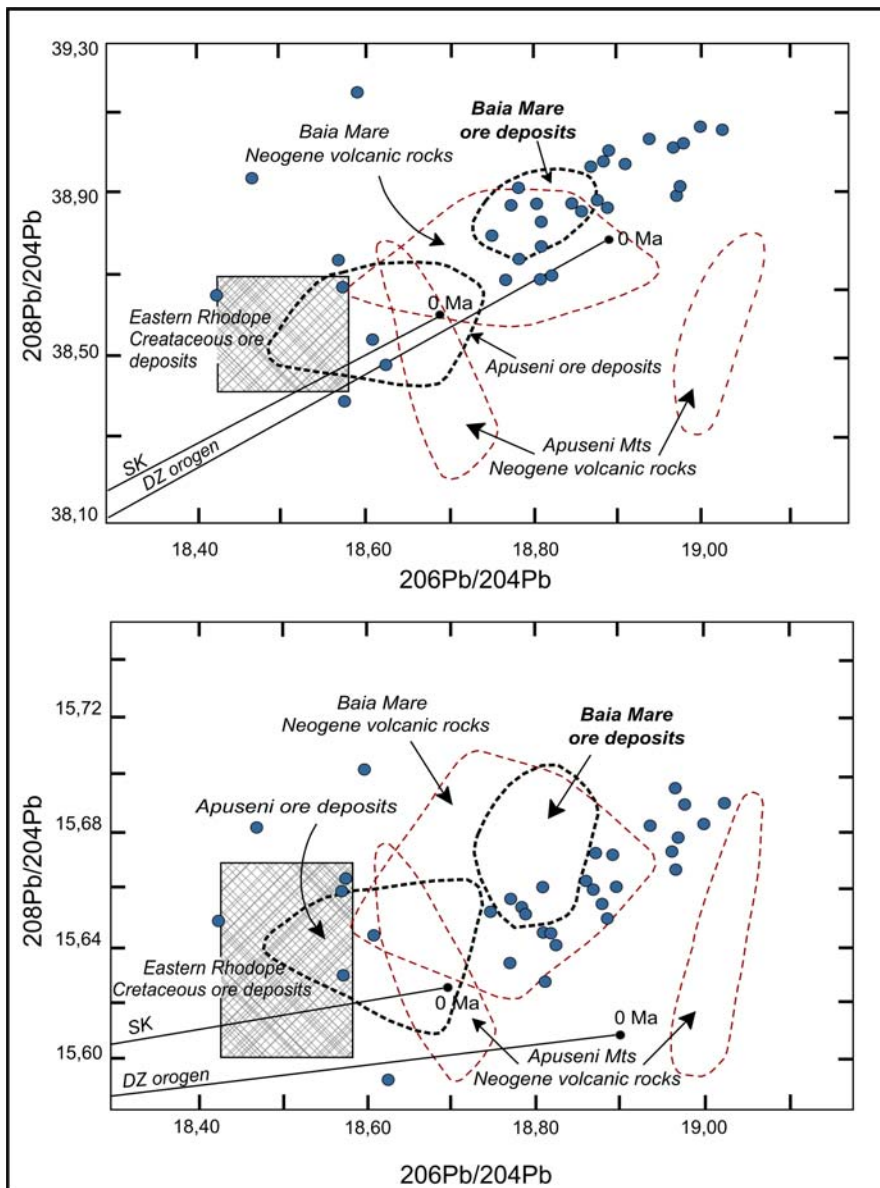 39,30
Baia Mare
ore deposits
Baia Mare
Neogene volcanic rocks
38,90
208Pb/204Pb
0 Ma
0 Ma
Eastern Rhodope
Creataceous ore
deposits
38,50
Apuseni ore deposits
Apuseni Mts
Neogene volcanic rocks
SK
DZ orogen
38,10
18,40
18,60
18,80
19,00
206Pb/204Pb
15,72
Baia Mare
Neogene volcanic rocks
Baia Mare
ore deposits
Apuseni ore deposits
15,68
208Pb/204Pb
15,64
Eastern Rhodope
Cretaceous ore deposits
0 Ma
0 Ma
SK
15,60
Apuseni Mts
Neogene volcanic rocks
DZ orogen
18,40
18,60
18,80
19,00
206Pb/204Pb